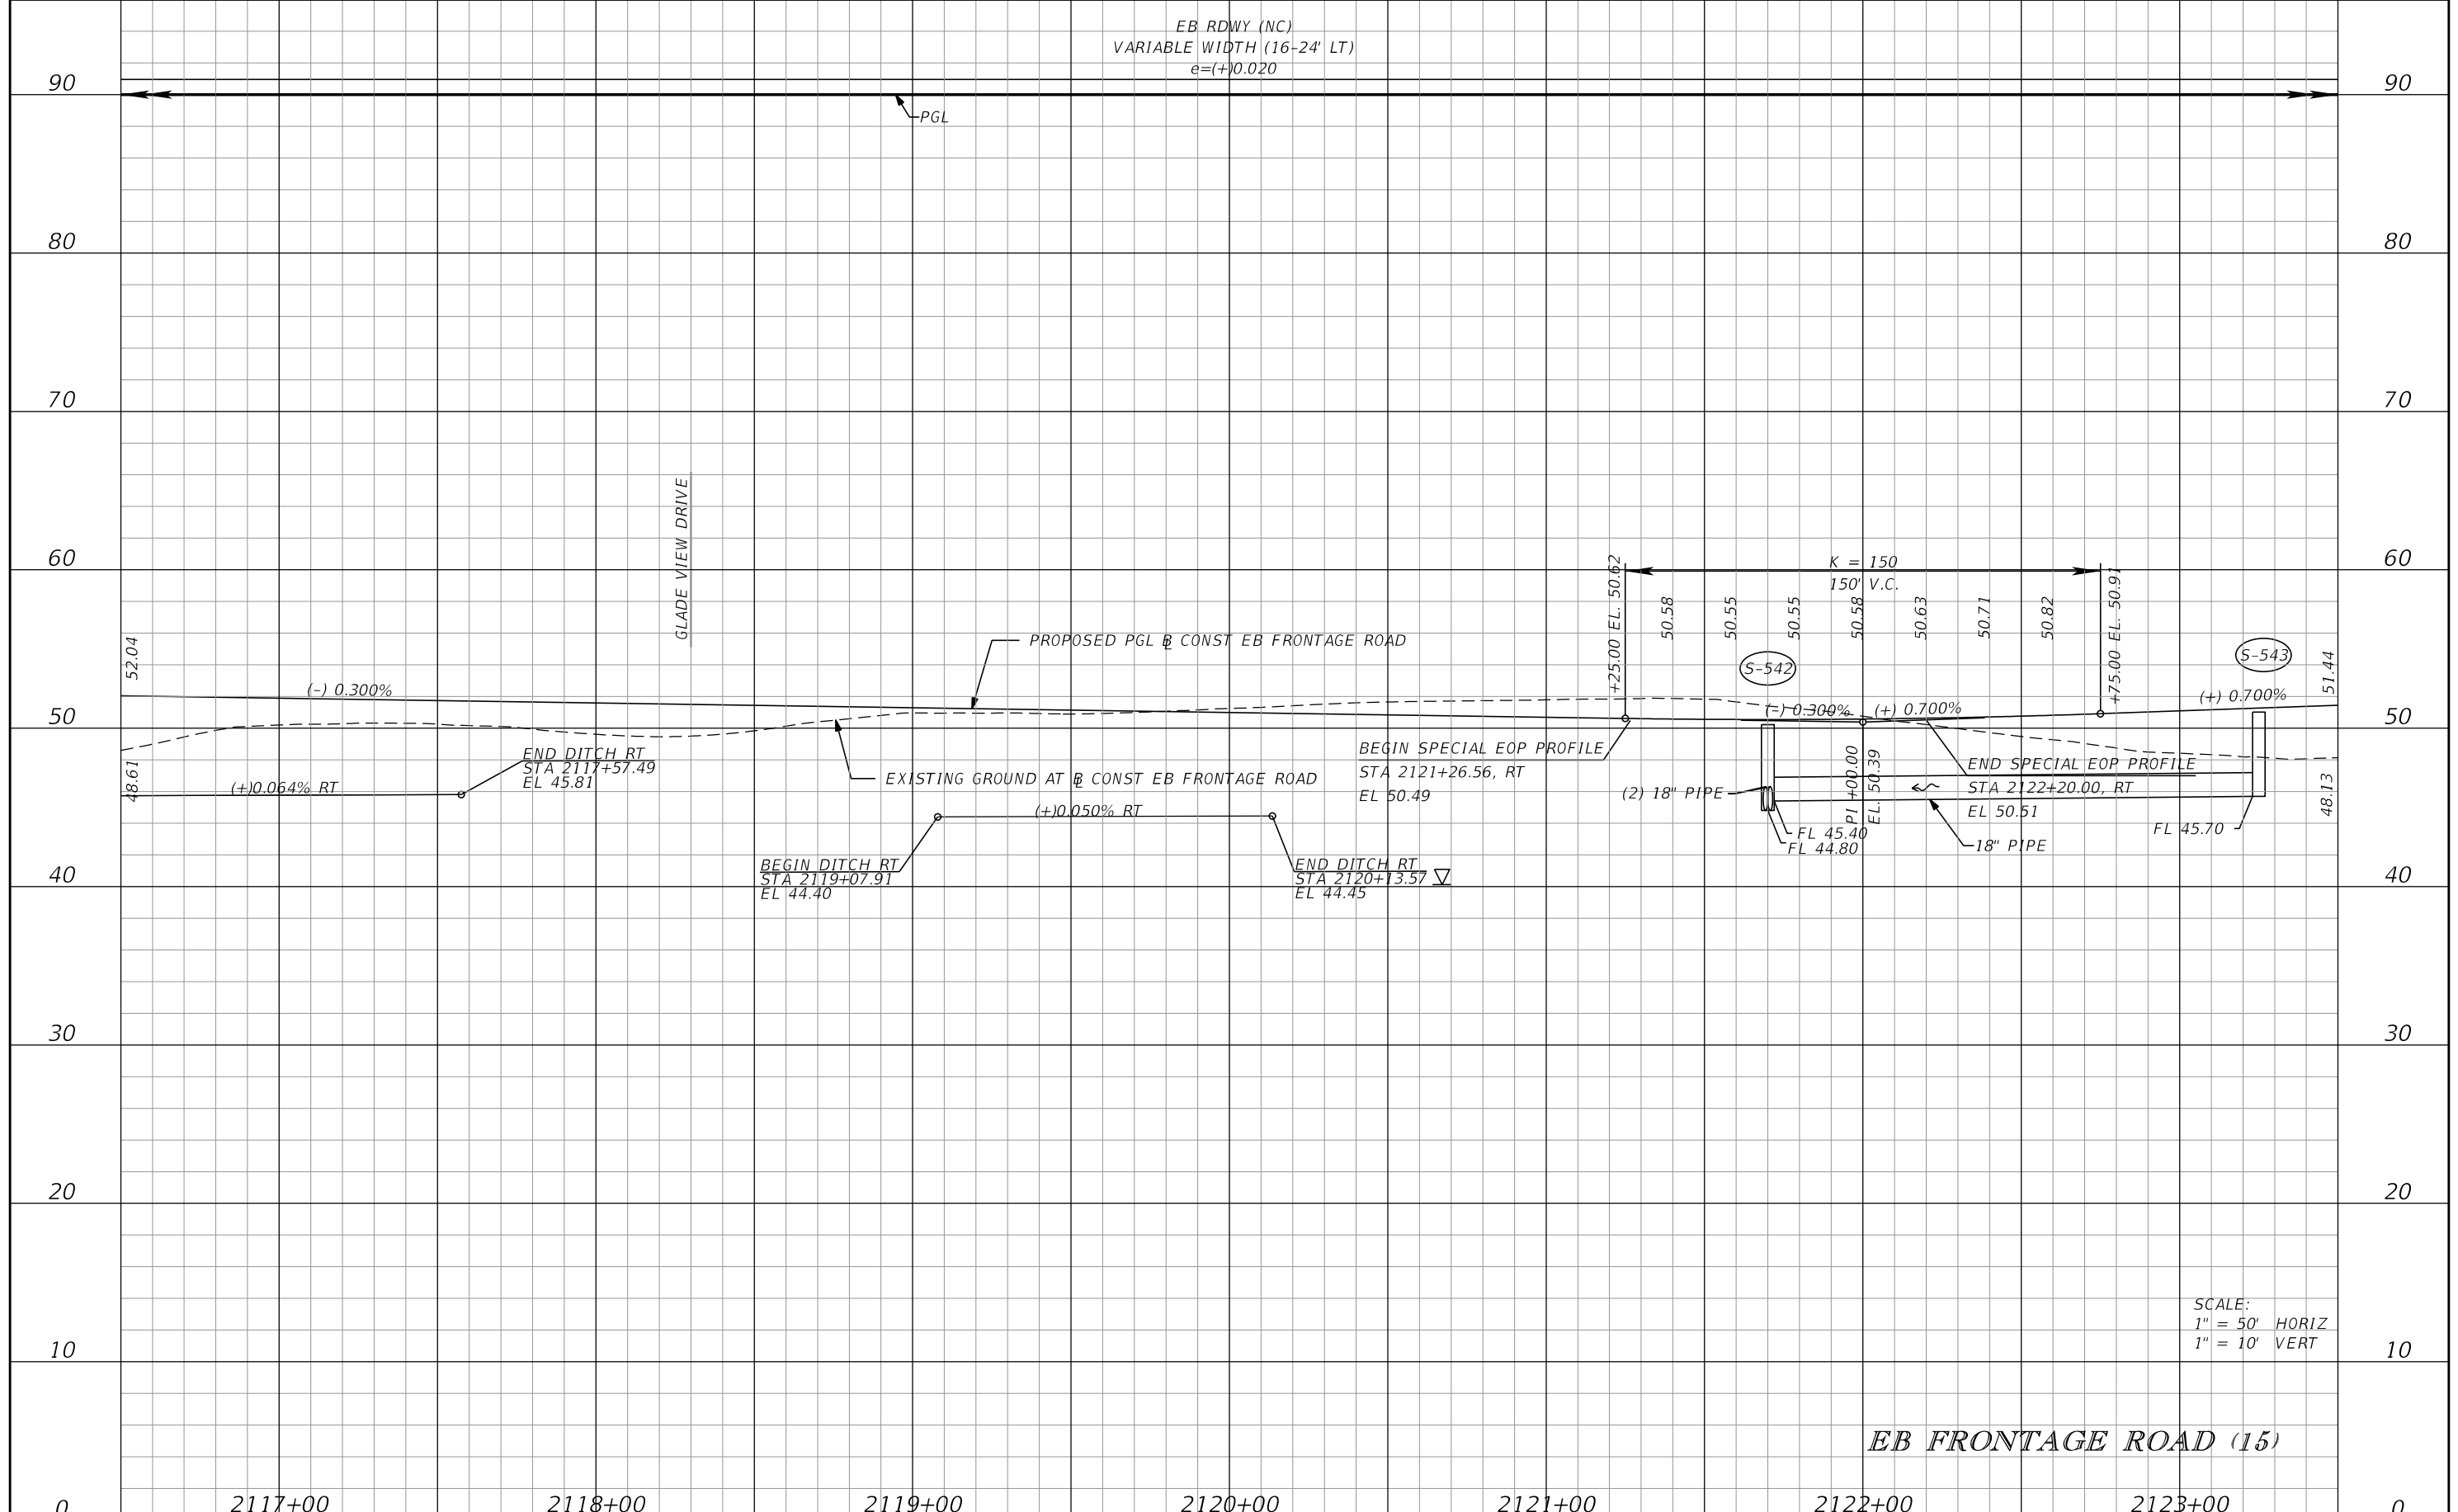 EB RDWY (NC)
VARIABLE WIDTH (16-24' LT)
e=(+)0.020
90
90
PGL
80
80
70
70
60
60
GLADE VIEW DRIVE
+25.00 EL. 50.62
K = 150
150' V.C.
50.58
50.55
50.55
50.58
50.63
50.71
50.82
+75.00 EL. 50.91
52.04
PROPOSED PGL ℄ CONST EB FRONTAGE ROAD
S-542
S-543
51.44
(-) 0.300%
(-) 0.300%
(+) 0.700%
(+) 0.700%
50
50
END DITCH RT
STA 2117+57.49
EL 45.81
48.61
(+)0.064% RT
EXISTING GROUND AT ℄ CONST EB FRONTAGE ROAD
BEGIN SPECIAL EOP PROFILE
STA 2121+26.56, RT
EL 50.49
(2) 18" PIPE
PI +00.00
EL. 50.39
END SPECIAL EOP PROFILE
STA 2122+20.00, RT
EL 50.51
48.13
(+)0.050% RT
FL 45.40
FL 44.80
18" PIPE
FL 45.70
BEGIN DITCH RT
STA 2119+07.91
EL 44.40
END DITCH RT
STA 2120+13.57
EL 44.45
40
40
30
30
20
20
SCALE:
1" = 50' HORIZ
1" = 10' VERT
10
10
EB FRONTAGE ROAD (15)
0
2117+00
2118+00
2119+00
2120+00
2121+00
2122+00
2123+00
0